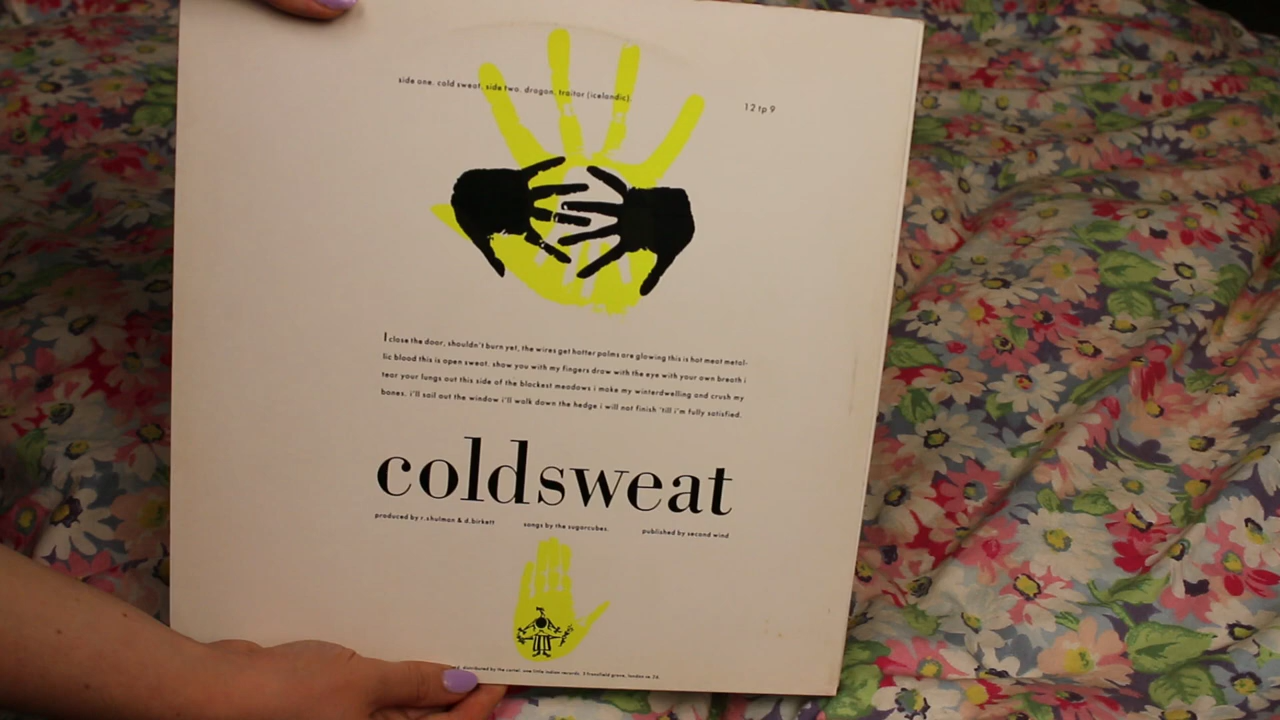 side one. cold sweat. side two. dragon. traitor (icelandic).
12 tp 9
I close the door; shouldn't burn yet, the wires get hotter palms are glowing this is hot meat metal-
lic blood this is open sweat. show you with my fingers draw with the eye with your own breath i
tear your lungs out this side of the blackest meadows i make my winterdwelling and crush my
bones. i'll sail out the window i'll walk down the hedge i will not finish 'till i'm fully satisfied.
coldsweat
produced by r.shulman & d.birkett songs by the sugarcubes. published by second wind
distributed by the cartel. one little indian records. 3 fransfield grove, london se 26.